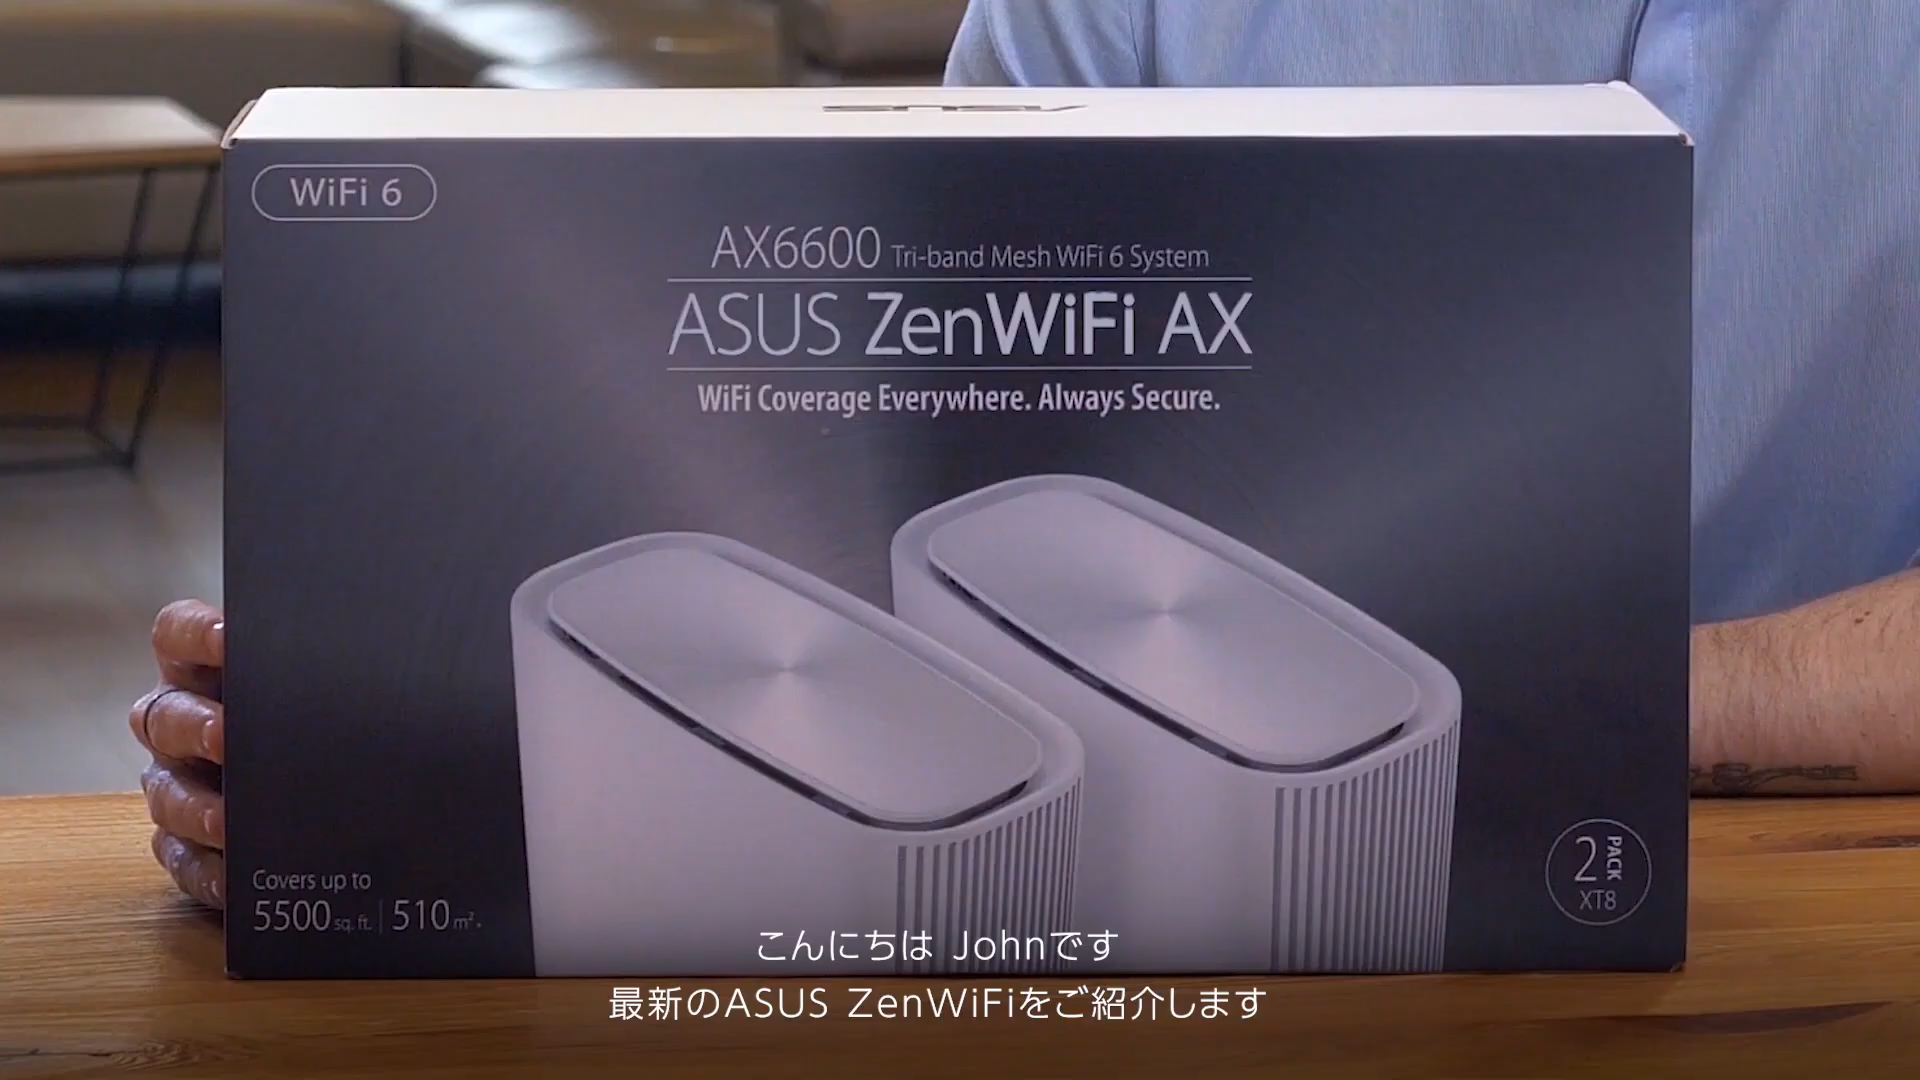 ASUS
WiFi 6
AX6600 Tri-band Mesh WiFi 6 System
ASUS ZenWiFi AX
WiFi Coverage Everywhere. Always Secure.
Covers up to
5500 sq. ft. | 510 m².
2 PACK
XT8
こんにちは Johnです
最新のASUS ZenWiFiをご紹介します